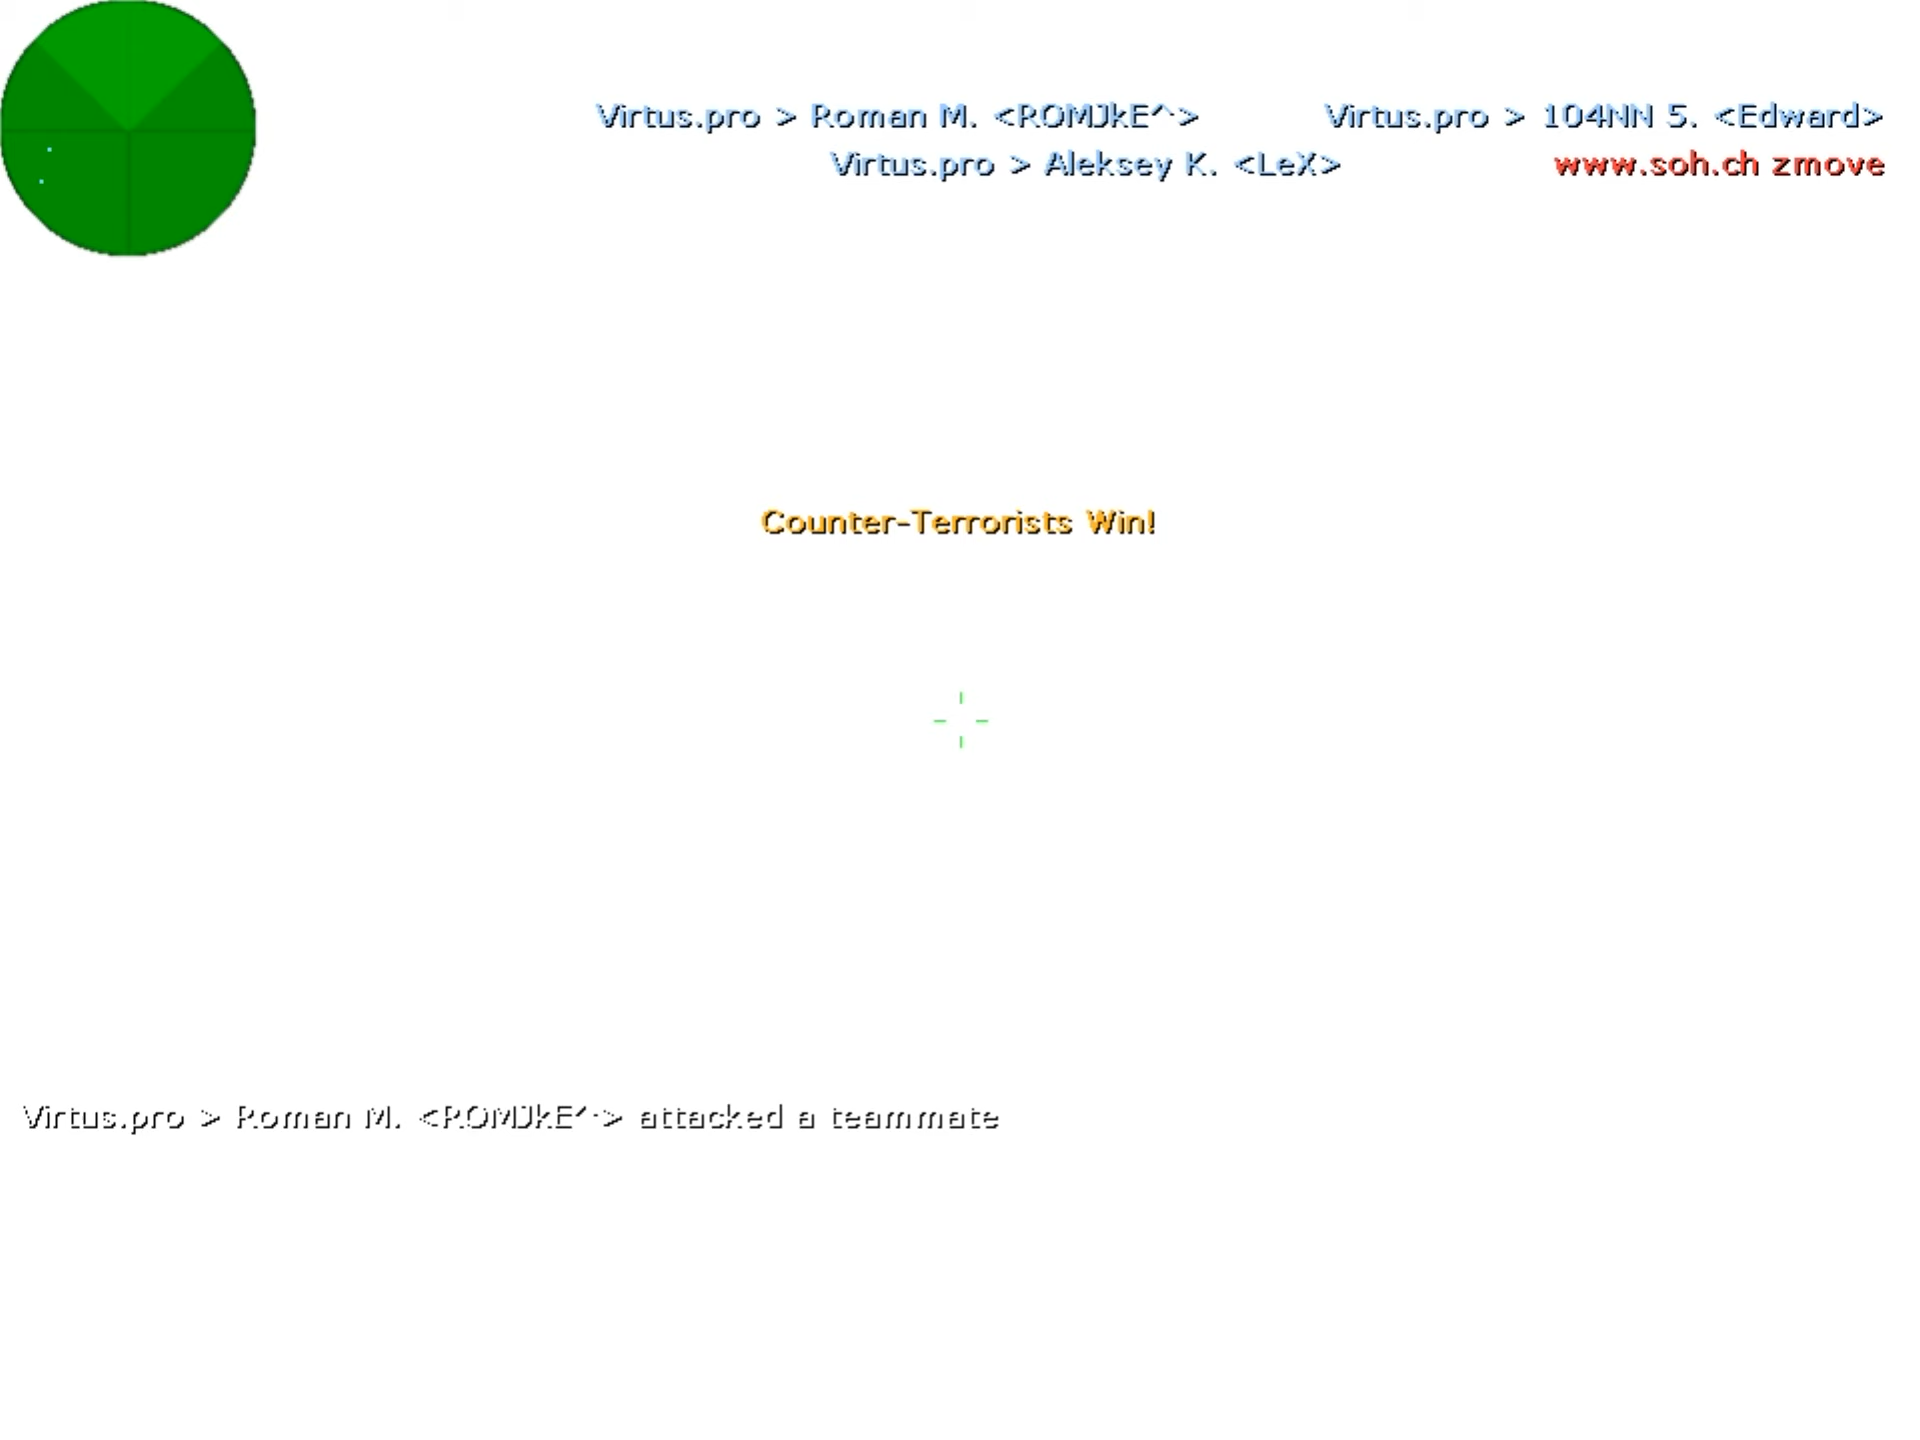 Virtus.pro > Roman M. <ROMJkE^> Virtus.pro > 104NN 5. <Edward>
Virtus.pro > Aleksey K. <LeX> www.soh.ch zmove
Counter-Terrorists Win!
Virtus.pro > Roman M. <ROMJkE^> attacked a teammate